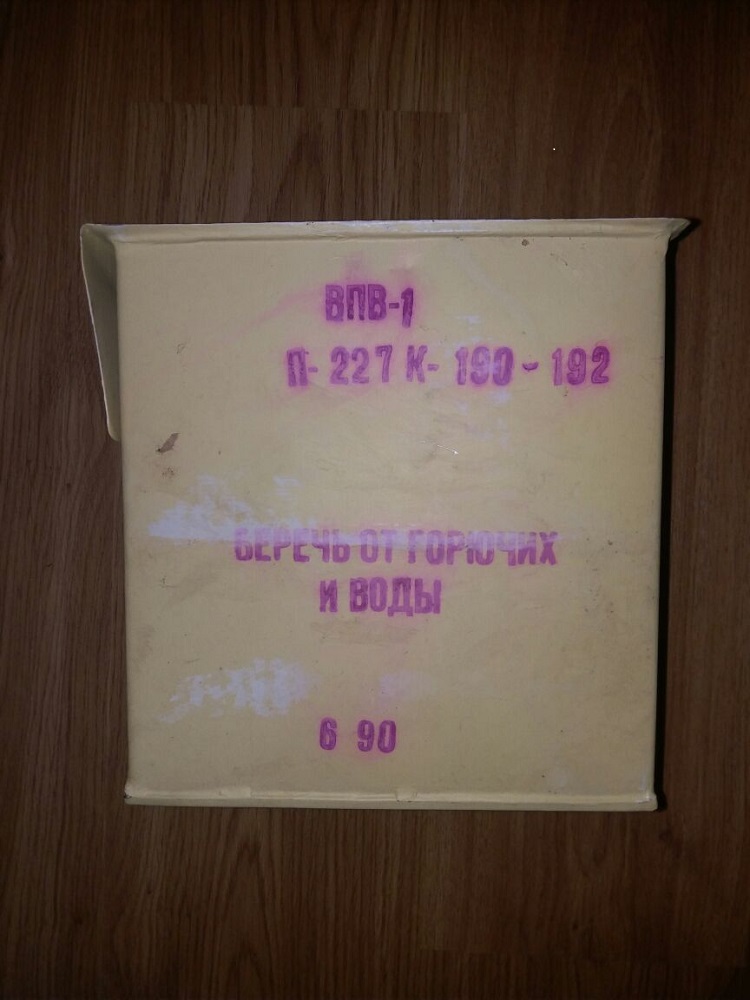 ВПВ-1
П- 227 К- 190 - 192
БЕРЕЧЬ ОТ ГОРЮЧИХ
И ВОДЫ
6 90